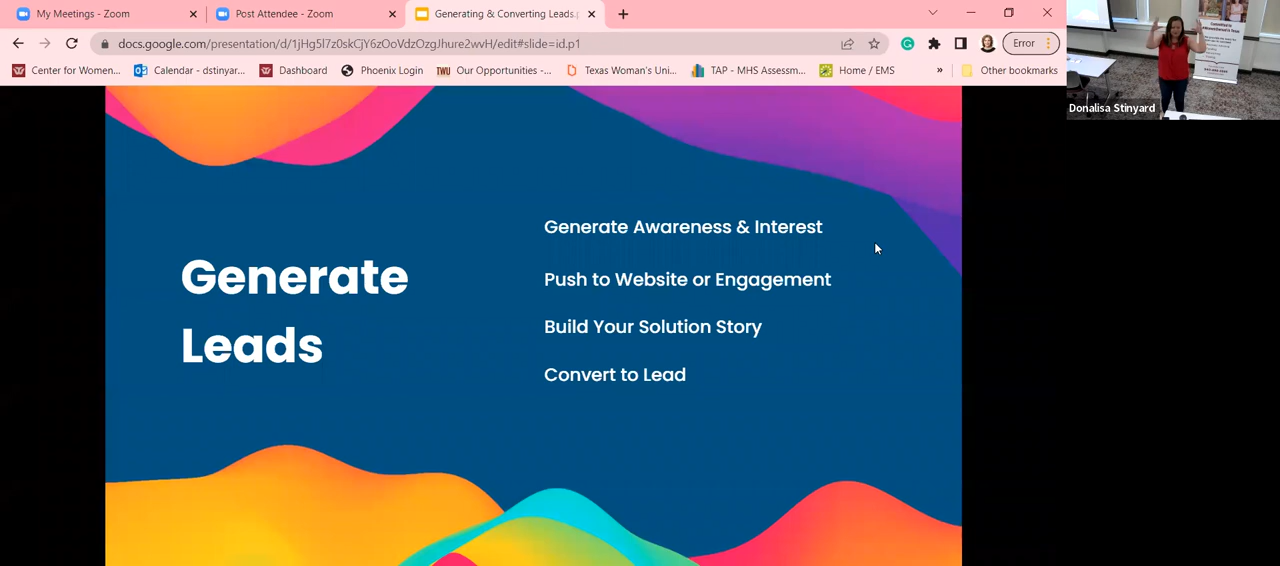 My Meetings - Zoom
Post Attendee - Zoom
Generating & Converting Leads.p
docs.google.com/presentation/d/1jHg5I7z0skCjY6zOoVdzOzgJhure2wvH/edit#slide=id.p1
Error
Center for Women...
Calendar - dstinyar...
Dashboard
Phoenix Login
TWU
Our Opportunities -...
Texas Woman's Uni...
TAP - MHS Assessm...
Home / EMS
»
Other bookmarks
Donalisa Stinyard
Generate
Leads
Generate Awareness & Interest
Push to Website or Engagement
Build Your Solution Story
Convert to Lead